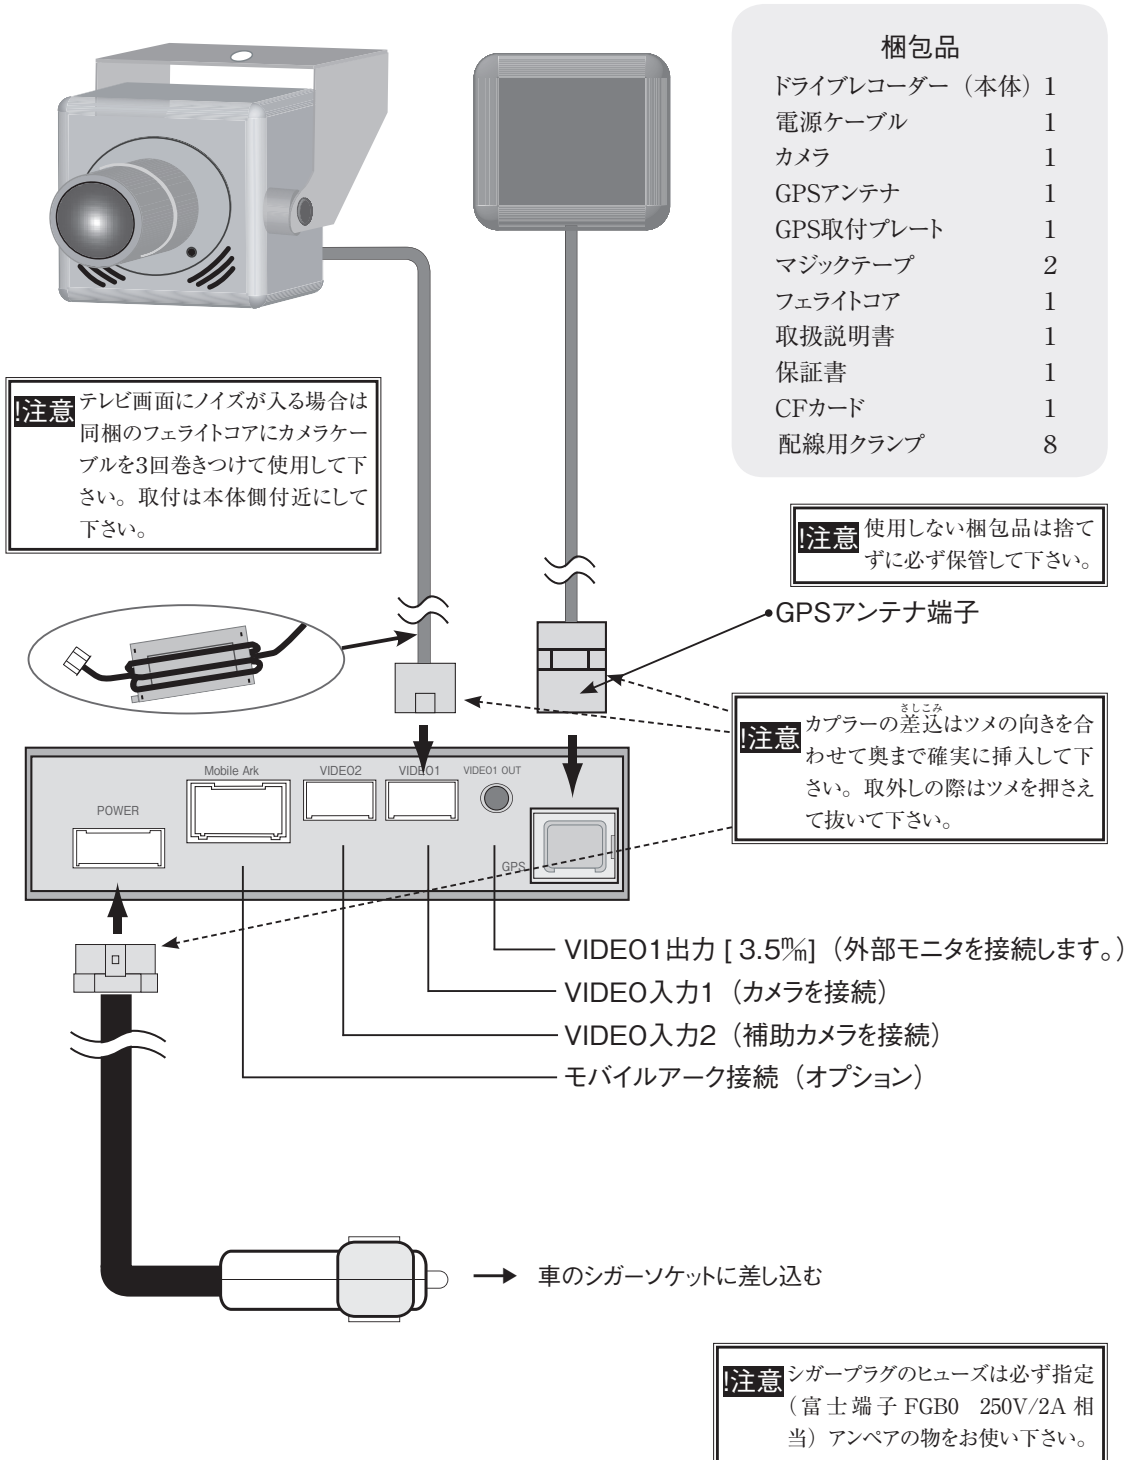 梱包品
ドライブレコーダー（本体） 1
電源ケーブル 1
カメラ 1
GPSアンテナ 1
GPS取付プレート 1
マジックテープ 2
フェライトコア 1
取扱説明書 1
保証書 1
CFカード 1
配線用クランプ 8
!注意 テレビ画面にノイズが入る場合は
同梱のフェライトコアにカメラケー
ブルを3回巻きつけて使用して下
さい。取付は本体側付近にして
下さい。
!注意 使用しない梱包品は捨て
ずに必ず保管して下さい。
GPSアンテナ端子
さしこみ
!注意 カプラーの差込はツメの向きを合
わせて奥まで確実に挿入して下
さい。取外しの際はツメを押さえ
て抜いて下さい。
POWER
Mobile Ark
VIDEO2
VIDEO1
VIDEO1 OUT
GPS
VIDEO1出力 [ 3.5㎜]（外部モニタを接続します。）
VIDEO入力1（カメラを接続）
VIDEO入力2（補助カメラを接続）
モバイルアーク接続（オプション）
車のシガーソケットに差し込む
!注意 シガープラグのヒューズは必ず指定
（富士端子 FGB0 250V/2A 相
当）アンペアの物をお使い下さい。